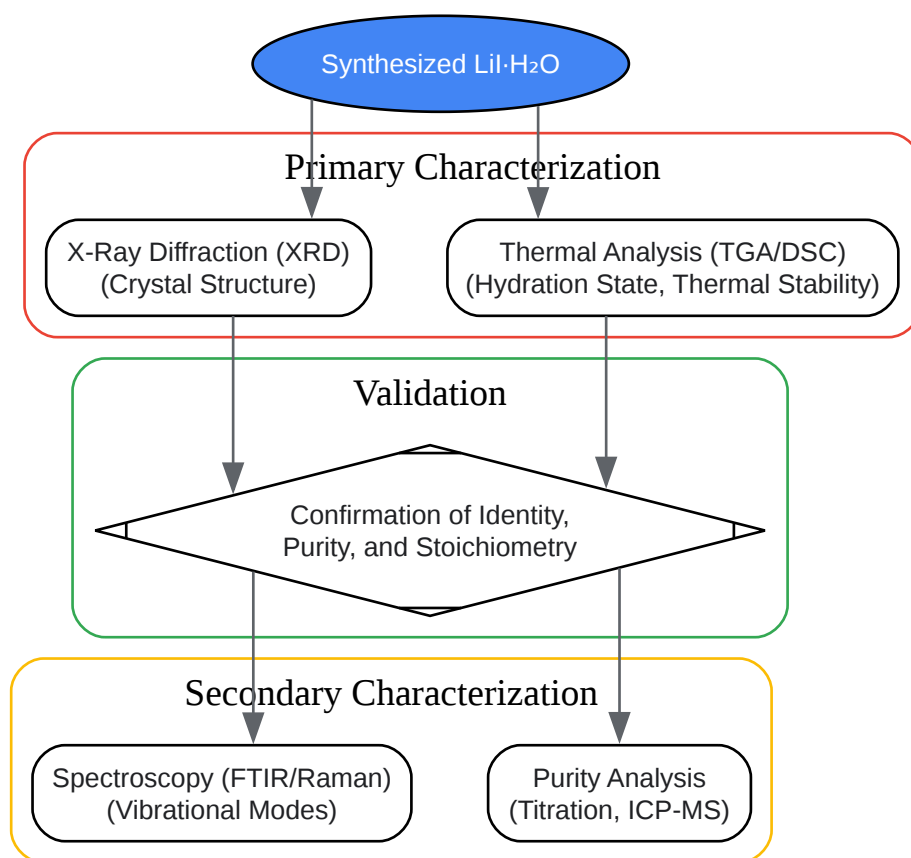 Synthesized LiI·H₂O
Primary Characterization
X-Ray Diffraction (XRD)
(Crystal Structure)
Thermal Analysis (TGA/DSC)
(Hydration State, Thermal Stability)
Validation
Confirmation of Identity,
Purity, and Stoichiometry
Secondary Characterization
Spectroscopy (FTIR/Raman)
(Vibrational Modes)
Purity Analysis
(Titration, ICP-MS)